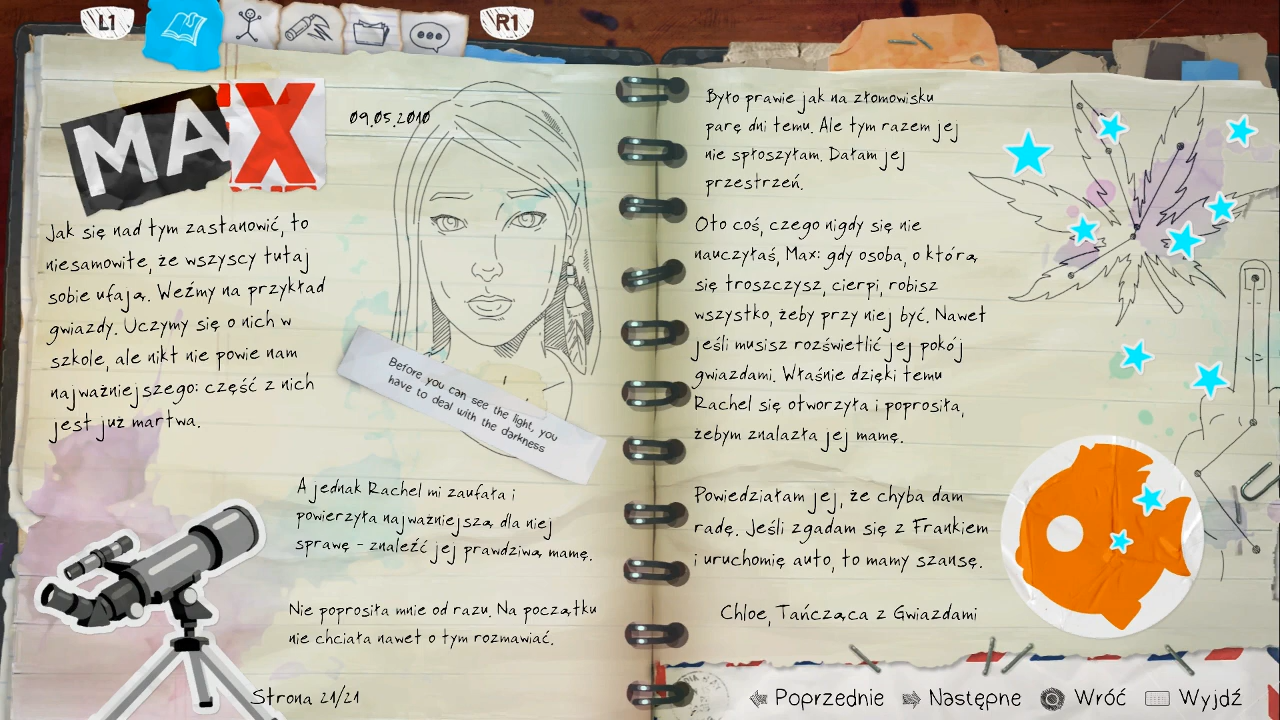 L1
R1
MAX
09.05.2010
Jak się nad tym zastanowić, to
niesamowite, że wszyscy tutaj
sobie ufają. Weźmy na przykład
gwiazdy. Uczymy się o nich w
szkole, ale nikt nie powie nam
najważniejszego: część z nich
jest już martwa.
Before you can see the light, you
have to deal with the darkness
A jednak Rachel mi zaufała i
powierzyła najważniejszą dla niej
sprawę - znaleźć jej prawdziwą mamę.
Nie poprosiła mnie od razu. Na początku
nie chciała nawet o tym rozmawiać.
Strona 21/21
Było prawie jak na złomowisku
parę dni temu. Ale tym razem jej
nie spłoszyłam. Dałam jej
przestrzeń.
Oto coś, czego nigdy się nie
nauczyłaś, Max: gdy osoba, o którą
się troszczysz, cierpi, robisz
wszystko, żeby przy niej być. Nawet
jeśli musisz rozświetlić jej pokój
gwiazdami. Właśnie dzięki temu
Rachel się otworzyła i poprosiła,
żebym znalazła jej mamę.
Powiedziałam jej, że chyba dam
radę. Jeśli zgadam się z Frankiem
i uruchomię auto, to mamy szansę.
Chloe, Tańcząca z Gwiazdami
Poprzednie
Następne
Wróć
Wyjdź